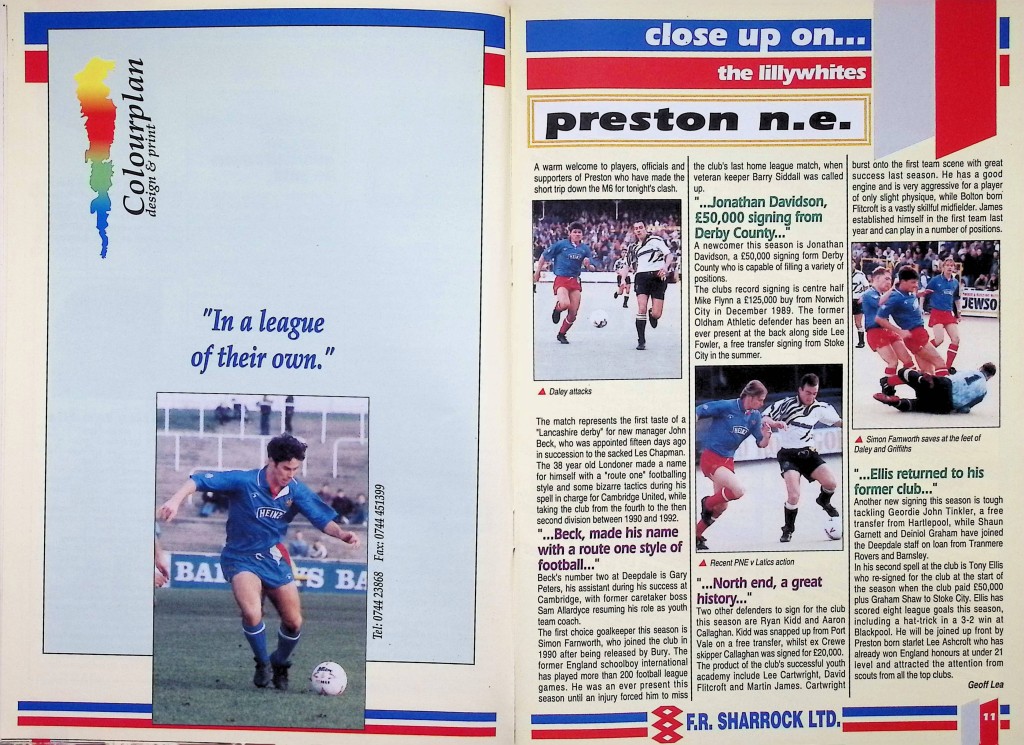 Colourplan
design & print
"In a league
of their own."
HEINZ
BAR
YS BA
Tel: 0744 23868 Fax: 0744 451399
close up on...
the lillywhites
preston n.e.
A warm welcome to players, officials and
supporters of Preston who have made the
short trip down the M6 for tonight's clash.
Daley attacks
The match represents the first taste of a
"Lancashire derby" for new manager John
Beck, who was appointed fifteen days ago
in succession to the sacked Les Chapman.
The 38 year old Londoner made a name
for himself with a "route one" footballing
style and some bizarre tactics during his
spell in charge for Cambridge United, while
taking the club from the fourth to the then
second division between 1990 and 1992.
"...Beck, made his name
with a route one style of
football..."
Beck's number two at Deepdale is Gary
Peters, his assistant during his success at
Cambridge, with former caretaker boss
Sam Allardyce resuming his role as youth
team coach.
The first choice goalkeeper this season is
Simon Farnworth, who joined the club in
1990 after being released by Bury. The
former England schoolboy international
has played more than 200 football league
games. He was an ever present this
season until an injury forced him to miss
the club's last home league match, when
veteran keeper Barry Siddall was called
up.
"...Jonathan Davidson,
£50,000 signing from
Derby County..."
A newcomer this season is Jonathan
Davidson, a £50,000 signing form Derby
County who is capable of filling a variety of
positions.
The clubs record signing is centre half
Mike Flynn a £125,000 buy from Norwich
City in December 1989. The former
Oldham Athletic defender has been an
ever present at the back along side Lee
Fowler, a free transfer signing from Stoke
City in the summer.
Recent PNE v Latics action
"...North end, a great
history..."
Two other defenders to sign for the club
this season are Ryan Kidd and Aaron
Callaghan. Kidd was snapped up from Port
Vale on a free transfer, whilst ex Crewe
skipper Callaghan was signed for £20,000.
The product of the club's successful youth
academy include Lee Cartwright, David
Flitcroft and Martin James. Cartwright
burst onto the first team scene with great
success last season. He has a good
engine and is very aggressive for a player
of only slight physique, while Bolton born
Flitcroft is a vastly skillful midfielder. James
established himself in the first team last
year and can play in a number of positions.
JEWSO
Simon Farnworth saves at the feet of
Daley and Griffiths
"...Ellis returned to his
former club..."
Another new signing this season is tough
tackling Geordie John Tinkler, a free
transfer from Hartlepool, while Shaun
Garnett and Deiniol Graham have joined
the Deepdale staff on loan from Tranmere
Rovers and Barnsley.
In his second spell at the club is Tony Ellis
who re-signed for the club at the start of
the season when the club paid £50,000
plus Graham Shaw to Stoke City. Ellis has
scored eight league goals this season,
including a hat-trick in a 3-2 win at
Blackpool. He will be joined up front by
Preston born starlet Lee Ashcroft who has
already won England honours at under 21
level and attracted the attention from
scouts from all the top clubs.
Geoff Lea
F.R. SHARROCK LTD.
11